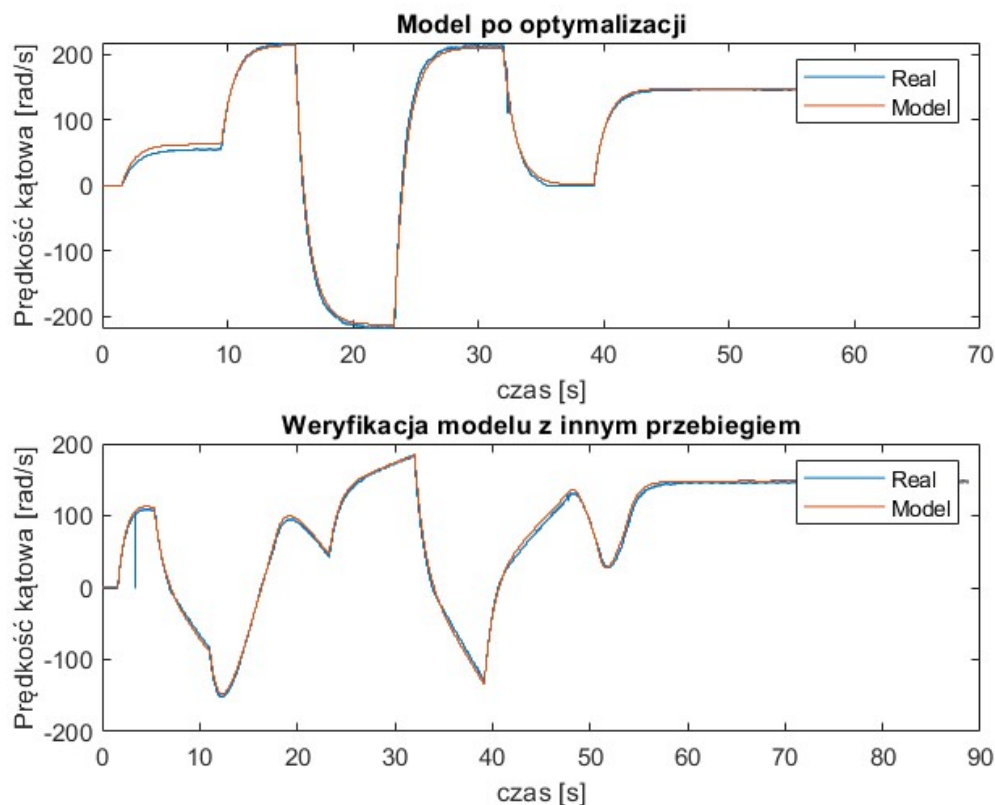 Model po optymalizacji
Prędkość kątowa [rad/s]
200
100
0
-100
-200
Real
Model
0 10 20 30 40 50 60 70
czas [s]
Weryfikacja modelu z innym przebiegiem
Prędkość kątowa [rad/s]
200
100
0
-100
-200
Real
Model
0 10 20 30 40 50 60 70 80 90
czas [s]